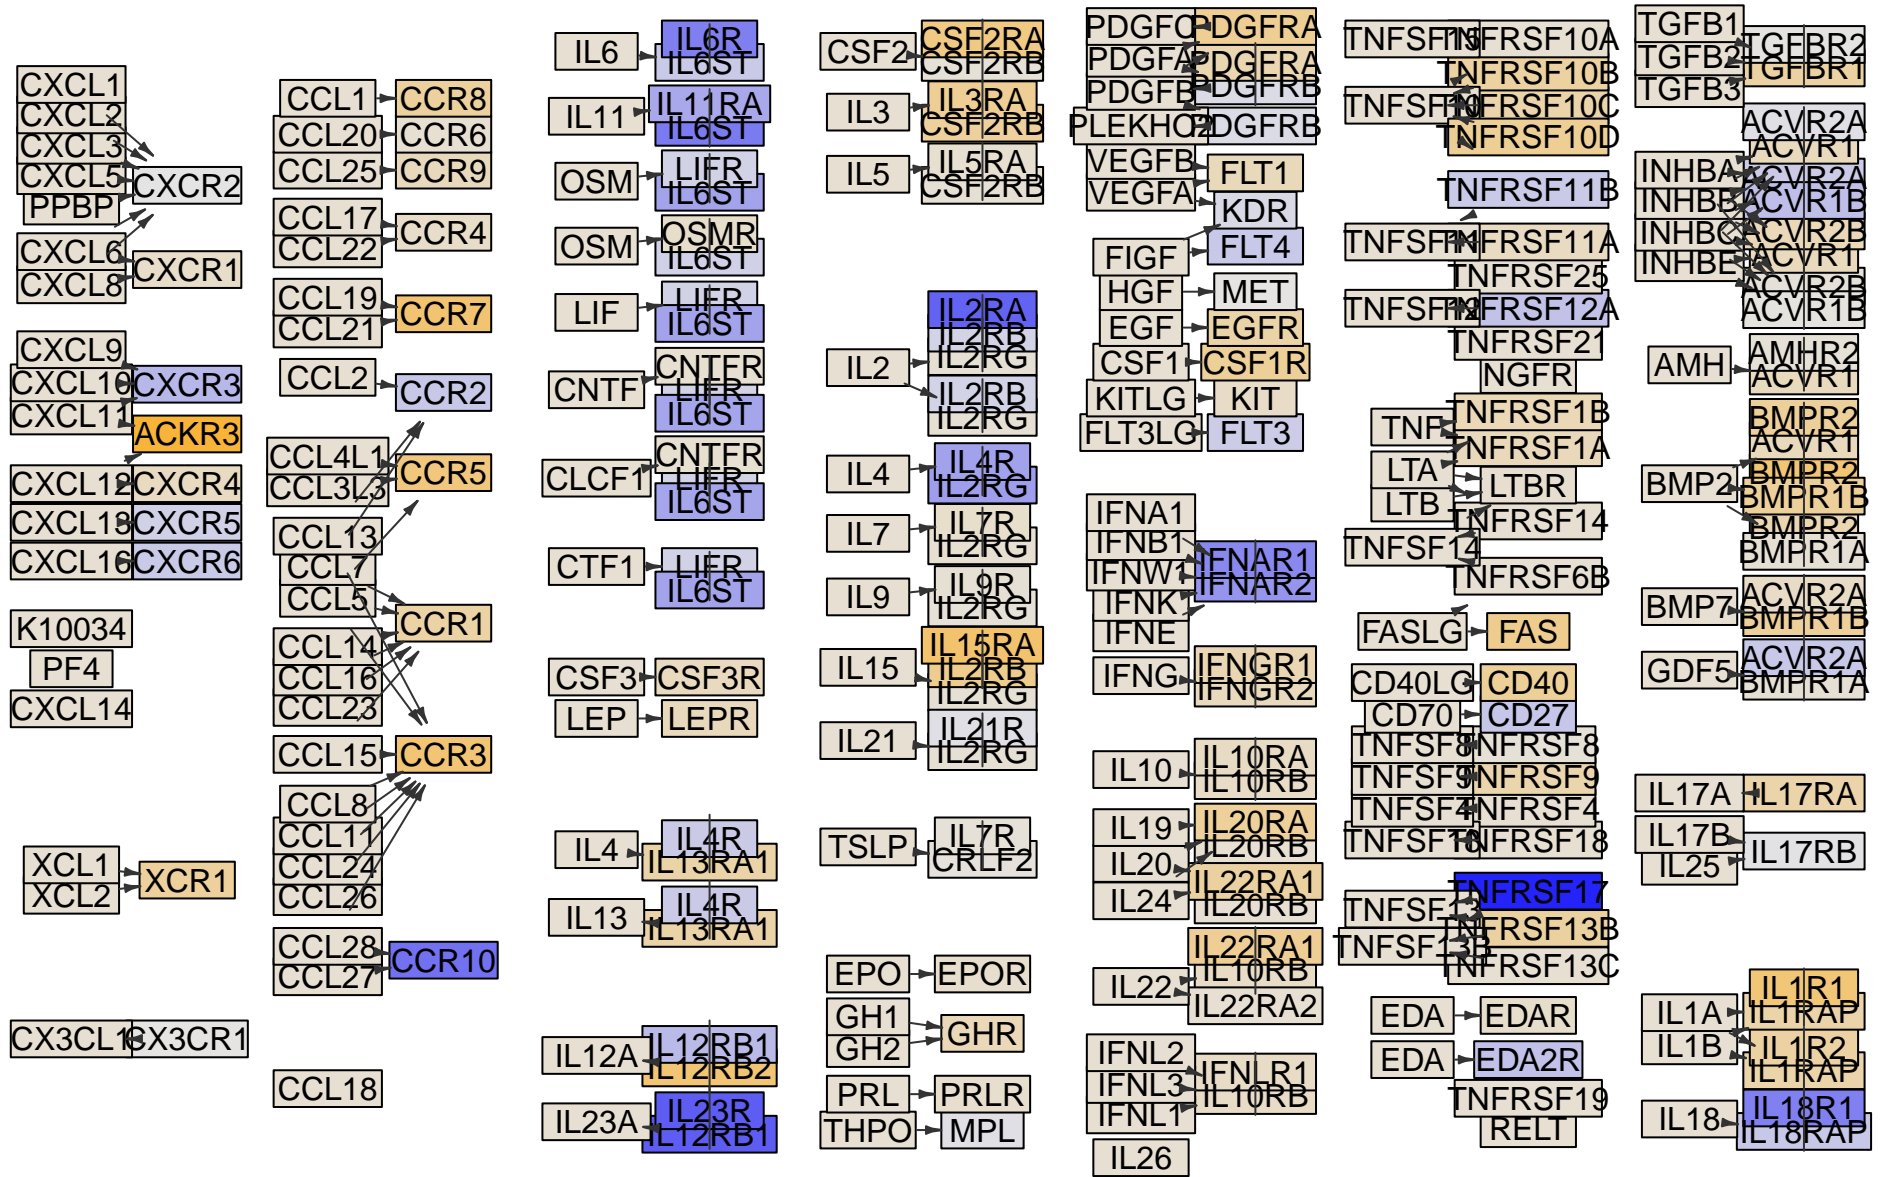 CXCL1
CXCL2
CXCL3
CXCL5
PPBP
CXCL6
CXCL8
CXCR2
CXCR1
CXCL9
CXCL10
CXCL11
CXCR3
ACKR3
CXCL12
CXCR4
CXCL13
CXCR5
CXCL16
CXCR6
K10034
PF4
CXCL14
XCL1
XCL2
XCR1
CX3CL1
CX3CR1
CCL1
CCR8
CCL20
CCR6
CCL25
CCR9
CCL17
CCL22
CCR4
CCL19
CCL21
CCR7
CCL2
CCR2
CCL4L1
CCL3L3
CCR5
CCL13
CCL7
CCL5
CCR1
CCL14
CCL16
CCL23
CCL15
CCR3
CCL8
CCL11
CCL24
CCL26
CCL28
CCL27
CCR10
CCL18
IL6
IL6R
IL6ST
IL11
IL11RA
IL6ST
OSM
LIFR
IL6ST
OSM
OSMR
IL6ST
LIF
LIFR
IL6ST
CNTF
CNTFR
LIFR
IL6ST
CLCF1
CNTFR
LIFR
IL6ST
CTF1
LIFR
IL6ST
CSF3
CSF3R
LEP
LEPR
IL4
IL4R
IL13RA1
IL13
IL4R
IL13RA1
IL12A
IL12RB1
IL12RB2
IL23A
IL23R
IL12RB1
CSF2
CSF2RA
CSF2RB
IL3
IL3RA
CSF2RB
IL5
IL5RA
CSF2RB
IL2
IL2RA
IL2RB
IL2RG
IL2RB
IL2RG
IL4
IL4R
IL2RG
IL7
IL7R
IL2RG
IL9
IL9R
IL2RG
IL15
IL15RA
IL2RB
IL2RG
IL21
IL21R
IL2RG
TSLP
IL7R
CRLF2
EPO
EPOR
GH1
GH2
GHR
PRL
PRLR
THPO
MPL
PDGFC
PDGFRA
PDGFA
PDGFRA
PDGFB
PDGFRB
PLEKHO2
PDGFRB
VEGFB
VEGFA
FLT1
KDR
FIGF
FLT4
HGF
MET
EGF
EGFR
CSF1
CSF1R
KITLG
KIT
FLT3LG
FLT3
IFNA1
IFNB1
IFNW1
IFNK
IFNE
IFNAR1
IFNAR2
IFNG
IFNGR1
IFNGR2
IL10
IL10RA
IL10RB
IL19
IL20
IL24
IL20RA
IL20RB
IL22RA1
IL20RB
IL22
IL22RA1
IL10RB
IL22RA2
IFNL2
IFNL3
IFNL1
IFNLR1
IL10RB
IL26
TNFSF15
TNFRSF10A
TNFRSF10B
TNFSF10
TNFRSF10C
TNFRSF10D
TNFRSF11B
TNFSF11
TNFRSF11A
TNFRSF25
TNFSF12
TNFRSF12A
TNFRSF21
NGFR
TNF
TNFRSF1B
TNFRSF1A
LTA
LTB
LTBR
TNFRSF14
TNFSF14
TNFRSF6B
FASLG
FAS
CD40LG
CD40
CD70
CD27
TNFSF8
TNFRSF8
TNFSF9
TNFRSF9
TNFSF4
TNFRSF4
TNFSF18
TNFRSF18
TNFRSF17
TNFSF13
TNFRSF13B
TNFSF13B
TNFRSF13C
EDA
EDAR
EDA
EDA2R
TNFRSF19
RELT
TGFB1
TGFB2
TGFB3
TGFBR2
TGFBR1
ACVR2A
ACVR1
INHBA
INHBB
INHBC
INHBE
ACVR2A
ACVR1B
ACVR2B
ACVR1
ACVR2B
ACVR1B
AMH
AMHR2
ACVR1
BMP2
BMPR2
ACVR1
BMPR2
BMPR1B
BMPR2
BMPR1A
BMP7
ACVR2A
BMPR1B
GDF5
ACVR2A
BMPR1A
IL17A
IL17RA
IL17B
IL25
IL17RB
IL1A
IL1B
IL1R1
IL1RAP
IL1R2
IL1RAP
IL18
IL18R1
IL18RAP